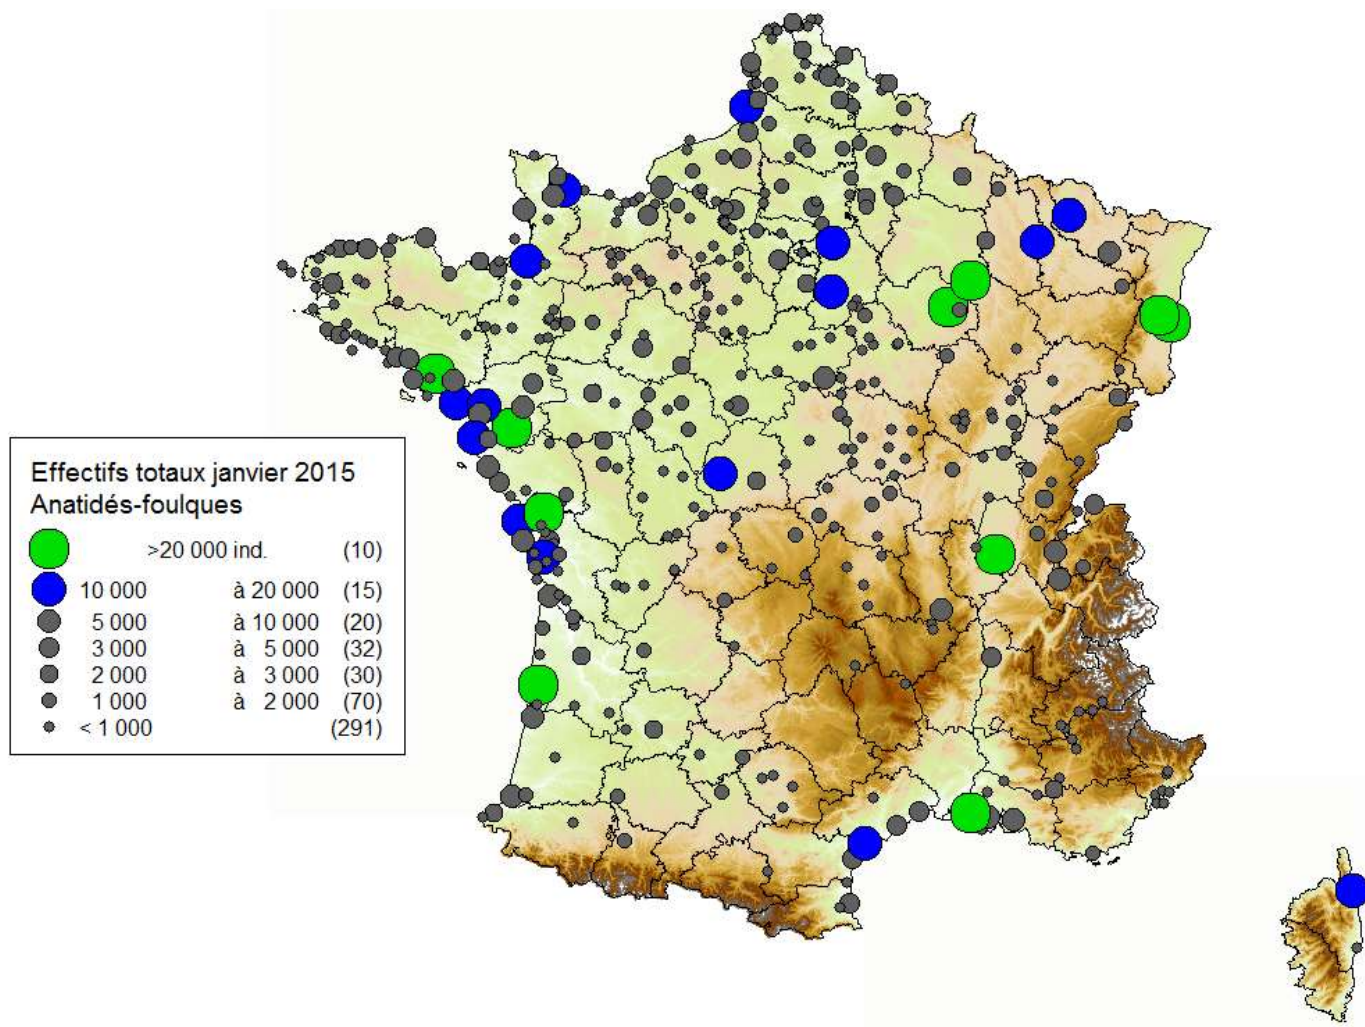 Effectifs totaux janvier 2015
Anatidés-foulques
>20 000 ind. (10)
10 000 à 20 000 (15)
5 000 à 10 000 (20)
3 000 à 5 000 (32)
2 000 à 3 000 (30)
1 000 à 2 000 (70)
< 1 000 (291)